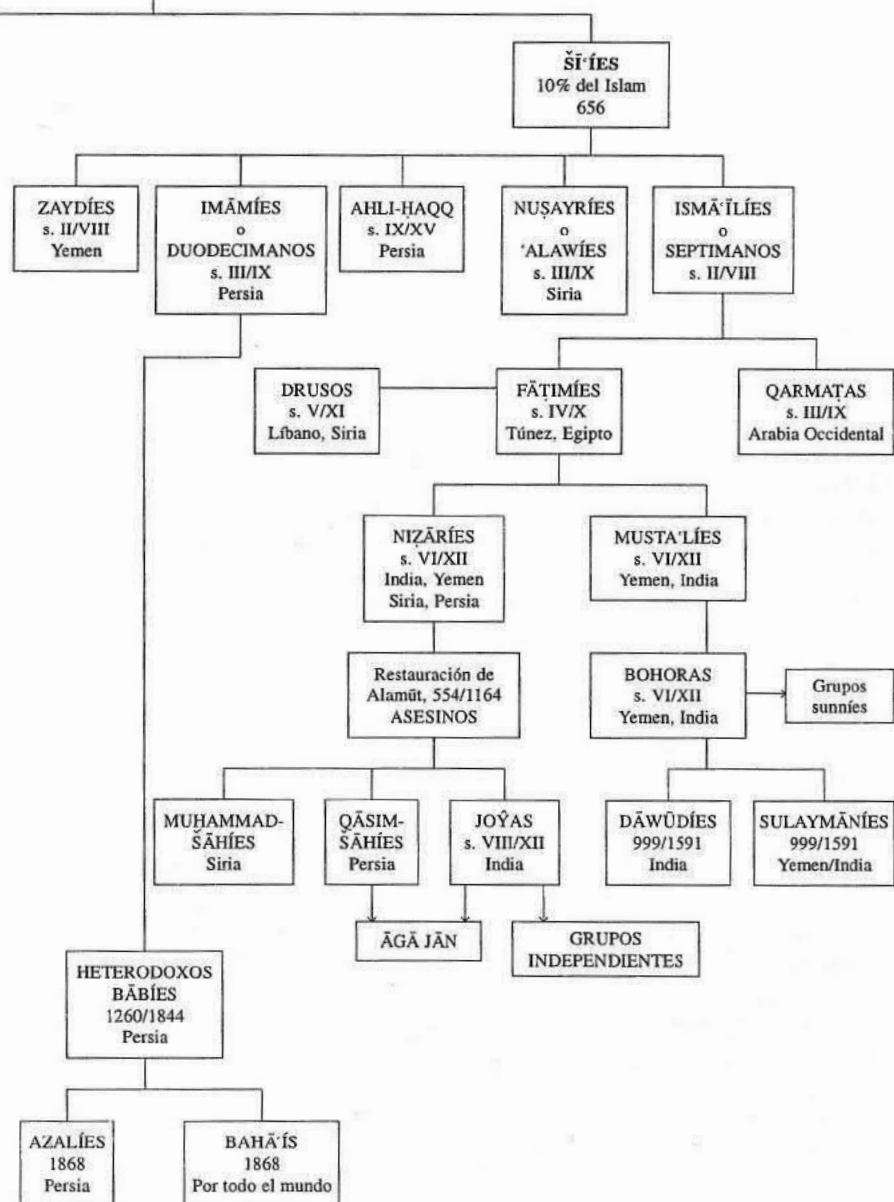 ŠĪ‘ÍES
10% del Islam
656
ZAYDÍES
s. II/VIII
Yemen
IMĀMÍES
o
DUODECIMANOS
s. III/IX
Persia
AHLI-ḤAQQ
s. IX/XV
Persia
NUṢAYRÍES
o
‘ALAWÍES
s. III/IX
Siria
ISMĀ‘ĪLÍES
o
SEPTIMANOS
s. II/VIII
DRUSOS
s. V/XI
Líbano, Siria
FĀṬIMÍES
s. IV/X
Túnez, Egipto
QARMAṬAS
s. III/IX
Arabia Occidental
NIẒĀRÍES
s. VI/XII
India, Yemen
Siria, Persia
MUSTA‘LÍES
s. VI/XII
Yemen, India
Restauración de
Alamūt, 554/1164
ASESINOS
BOHORAS
s. VI/XII
Yemen, India
Grupos
sunníes
MUḤAMMAD-
ŠĀHÍES
Siria
QĀSIM-
ŠĀHÍES
Persia
JOŶAS
s. VIII/XII
India
DĀWŪDÍES
999/1591
India
SULAYMĀNÍES
999/1591
Yemen/India
ĀGĀ JĀN
GRUPOS
INDEPENDIENTES
HETERODOXOS
BĀBÍES
1260/1844
Persia
AZALÍES
1868
Persia
BAHĀ‘ÍS
1868
Por todo el mundo